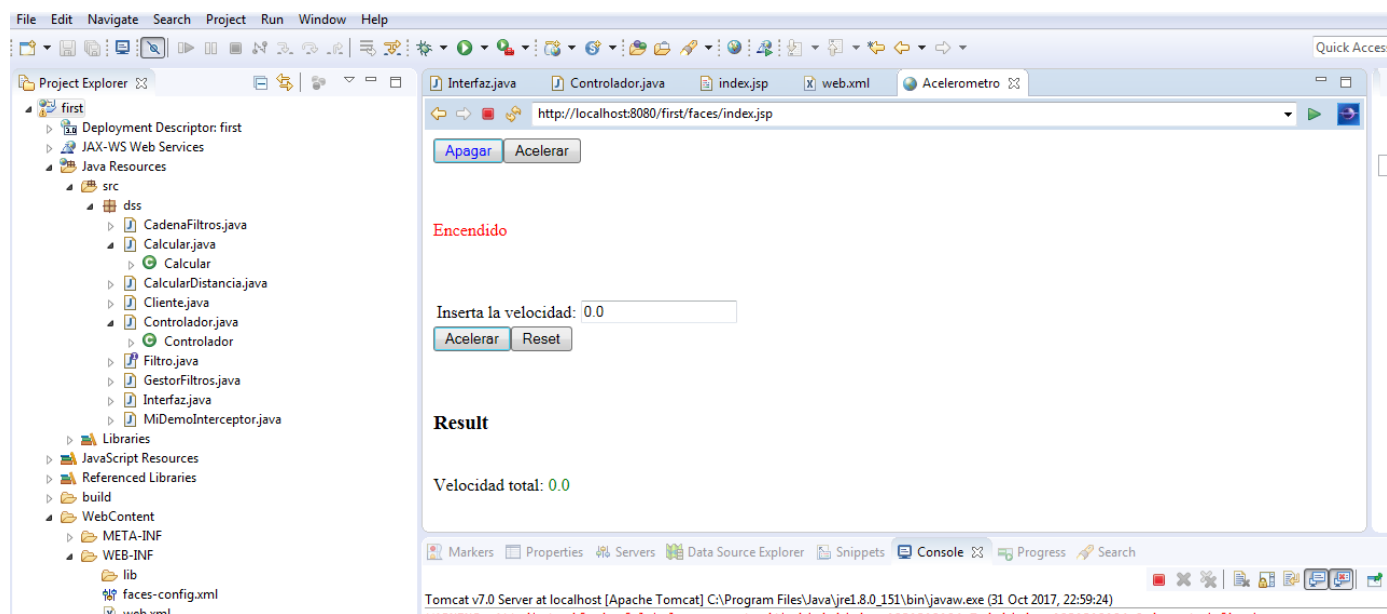 File Edit Navigate Search Project Run Window Help
Quick Access
Project Explorer
first
Deployment Descriptor: first
JAX-WS Web Services
Java Resources
src
dss
CadenaFiltros.java
Calcular.java
Calcular
CalcularDistancia.java
Cliente.java
Controlador.java
Controlador
Filtro.java
GestorFiltros.java
Interfaz.java
MiDemoInterceptor.java
Libraries
JavaScript Resources
Referenced Libraries
build
WebContent
META-INF
WEB-INF
lib
faces-config.xml
web.xml
Interfaz.java Controlador.java index.jsp web.xml Acelerometro
http://localhost:8080/first/faces/index.jsp
Apagar Acelerar
Encendido
Inserta la velocidad: 0.0
Acelerar Reset
Result
Velocidad total: 0.0
Markers Properties Servers Data Source Explorer Snippets Console Progress Search
Tomcat v7.0 Server at localhost [Apache Tomcat] C:\Program Files\Java\jre1.8.0_151\bin\javaw.exe (31 Oct 2017, 22:59:24)